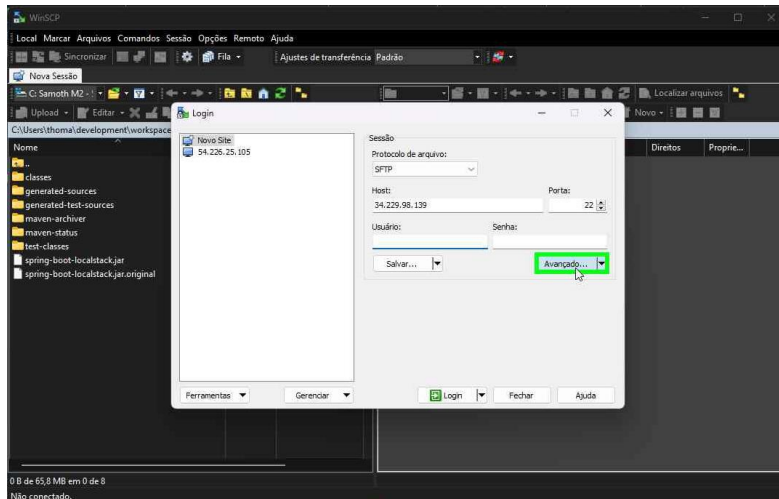 WinSCP
Local Marcar Arquivos Comandos Sessão Opções Remoto Ajuda
Sincronizar Fila Ajustes de transferência Padrão
Nova Sessão
C: Samoth M2 - Localizar arquivos
Upload Editar Novo
C:\Users\thoma\development\workspace
Login
Nome Direitos Proprie...
..
classes
generated-sources
generated-test-sources
maven-archiver
maven-status
test-classes
spring-boot-localstack.jar
spring-boot-localstack.jar.original
Novo Site
54.226.25.105
Sessão
Protocolo de arquivo:
SFTP
Host: Porta:
34.229.98.139 22
Usuário: Senha:
Salvar... Avançado...
Ferramentas Gerenciar Login Fechar Ajuda
0 B de 65,8 MB em 0 de 8
Não conectado.